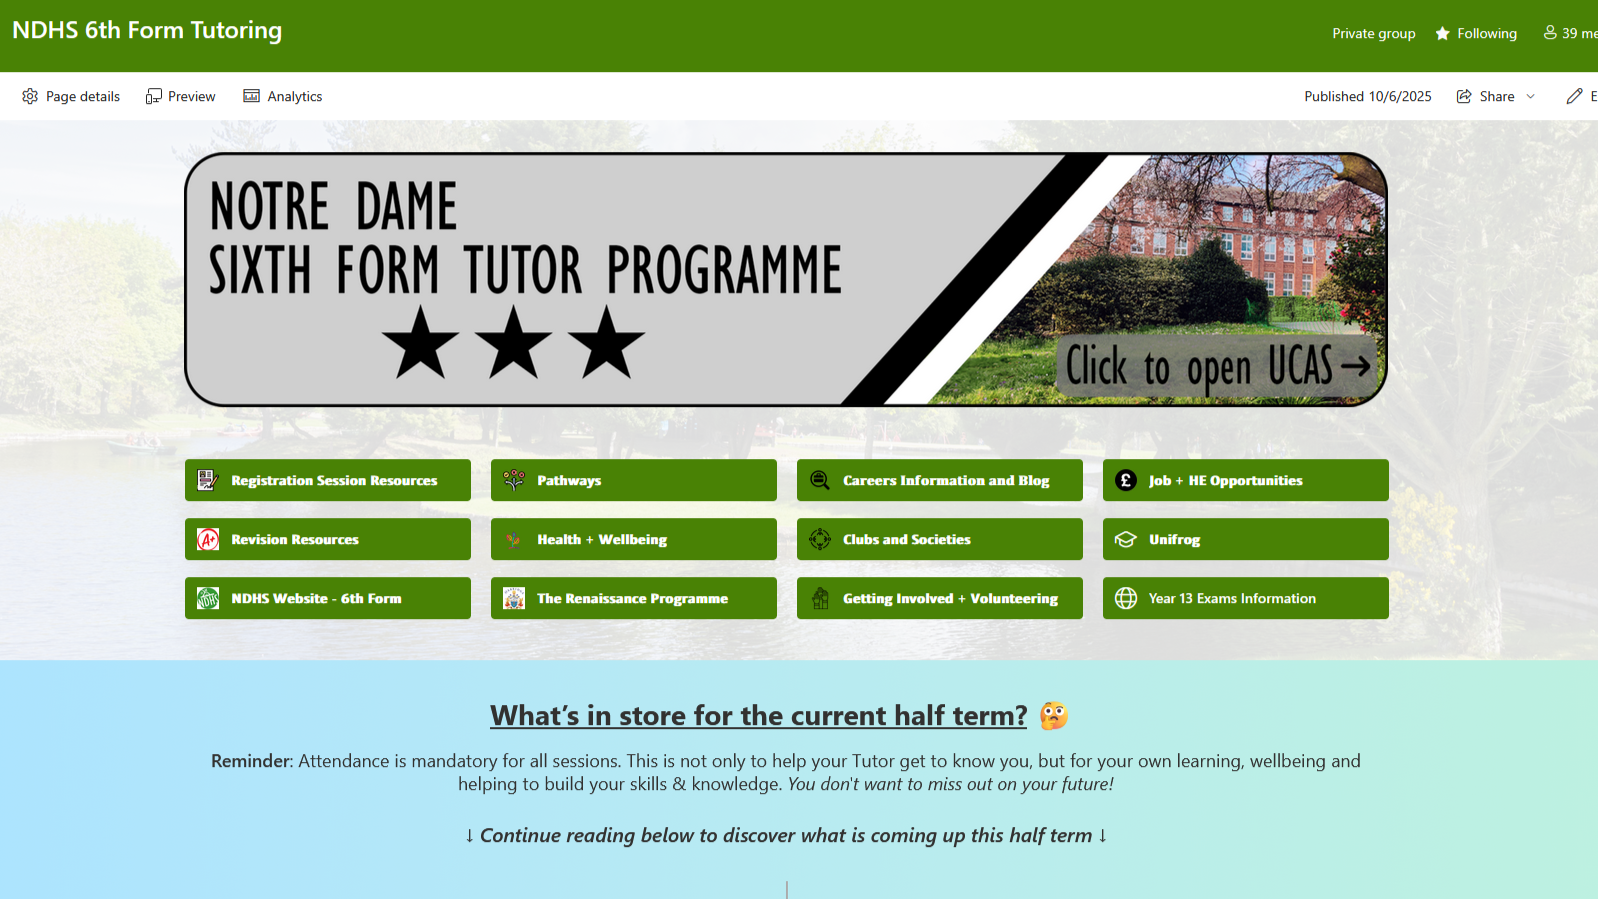 NDHS 6th Form Tutoring
Private group
Following
39 me
Page details
Preview
Analytics
Published 10/6/2025
Share
E
NOTRE DAME
SIXTH FORM TUTOR PROGRAMME
Click to open UCAS→
Registration Session Resources
Pathways
Careers Information and Blog
Job + HE Opportunities
Revision Resources
Health + Wellbeing
Clubs and Societies
Unifrog
NDHS Website - 6th Form
The Renaissance Programme
Getting Involved + Volunteering
Year 13 Exams Information
What's in store for the current half term? 🤔
Reminder: Attendance is mandatory for all sessions. This is not only to help your Tutor get to know you, but for your own learning, wellbeing and
helping to build your skills & knowledge. You don't want to miss out on your future!
↓ Continue reading below to discover what is coming up this half term ↓